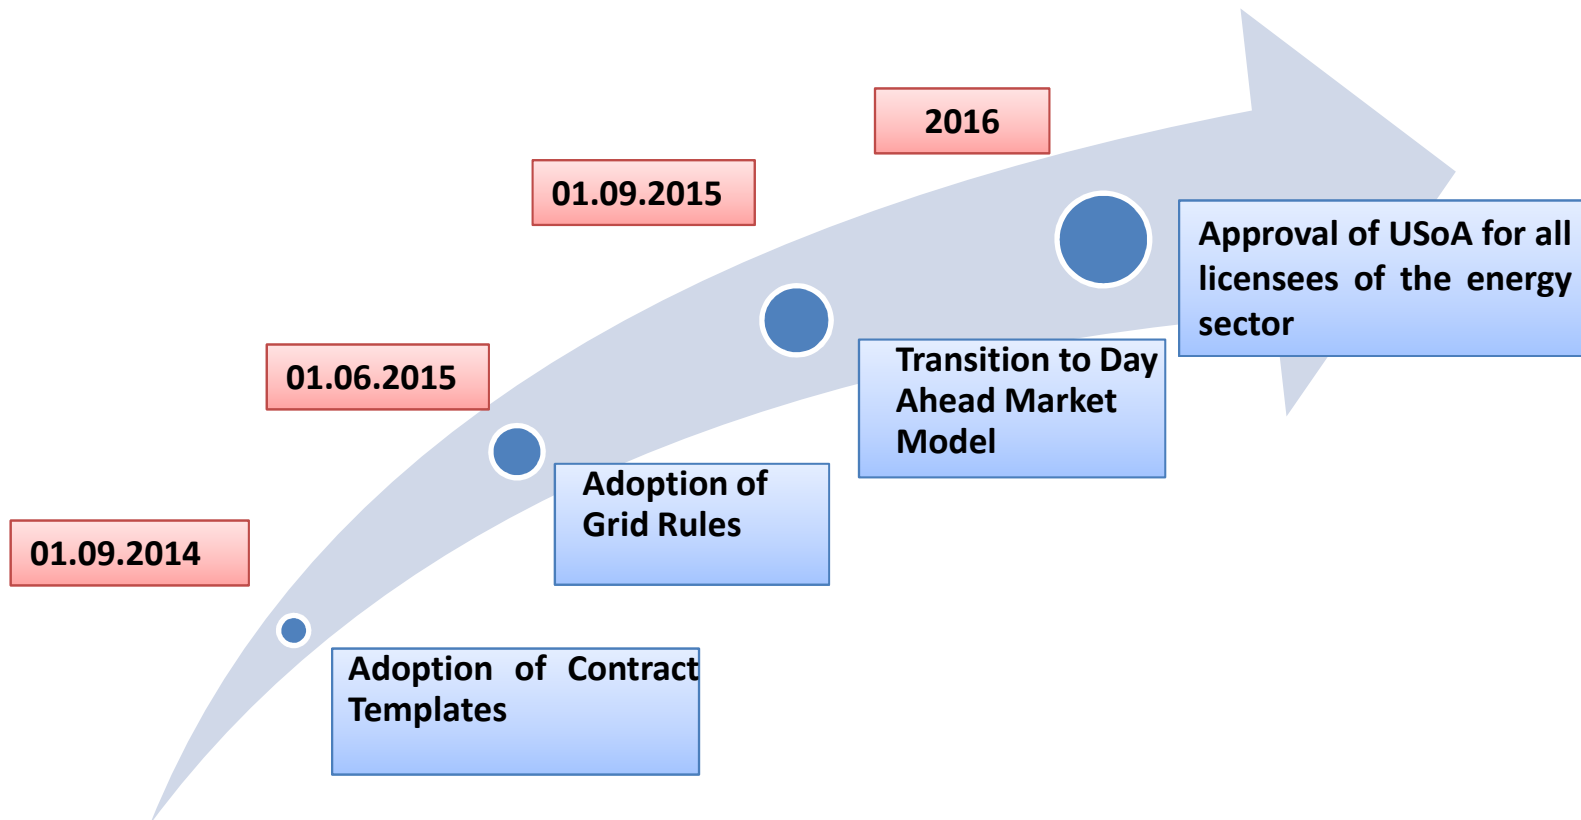 2016
01.09.2015
Approval of USoA for all
licensees of the energy
sector
01.06.2015
Transition to Day
Ahead Market
Model
Adoption of
Grid Rules
01.09.2014
Adoption of Contract
Templates